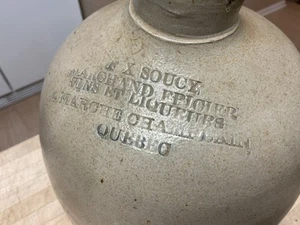 F X SOUCY
MARCHAND EPICIER
VINS ET LIQUEURS
MARCHE CHAMPLAIN
QUEBEC